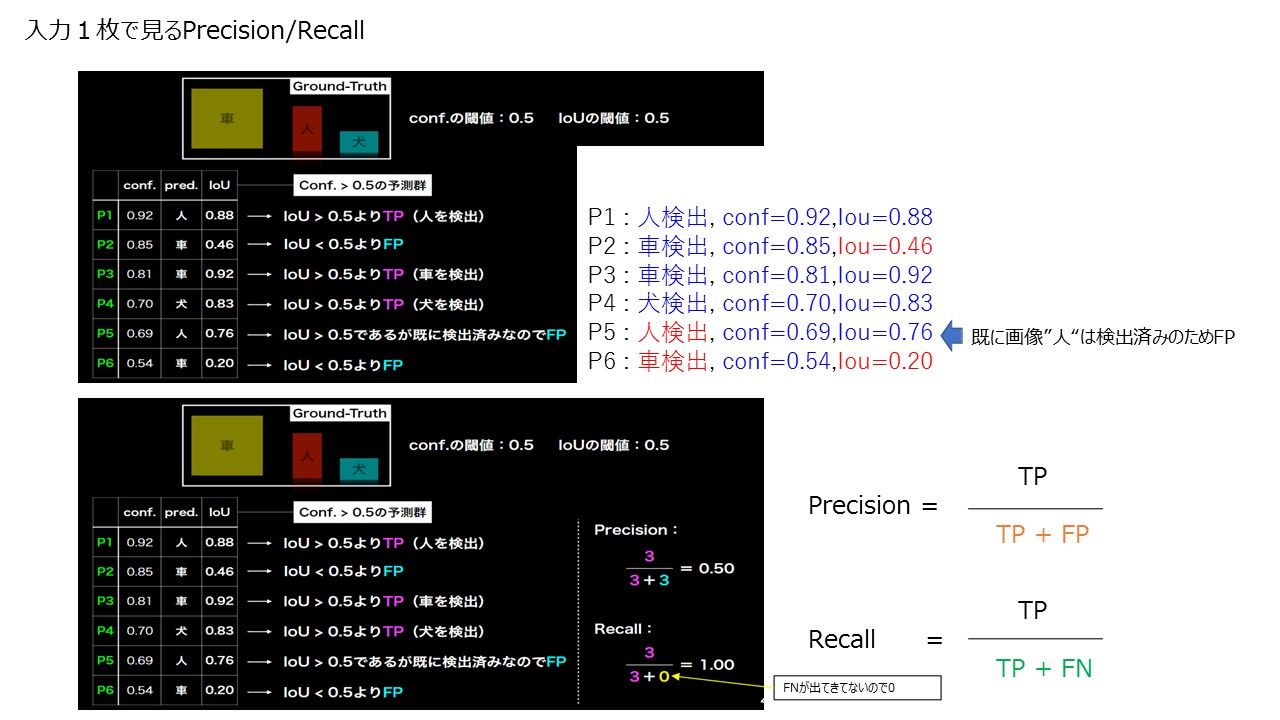 入力１枚で見るPrecision/Recall
Ground-Truth
車
人
犬
conf.の閾値：0.5 IoUの閾値：0.5
conf. pred. IoU
Conf. > 0.5の予測群
P1 0.92 人 0.88 → IoU > 0.5よりTP（人を検出）
P2 0.85 車 0.46 → IoU < 0.5よりFP
P3 0.81 車 0.92 → IoU > 0.5よりTP（車を検出）
P4 0.70 犬 0.83 → IoU > 0.5よりTP（犬を検出）
P5 0.69 人 0.76 → IoU > 0.5であるが既に検出済みなのでFP
P6 0.54 車 0.20 → IoU < 0.5よりFP
P1 : 人検出, conf=0.92,Iou=0.88
P2 : 車検出, conf=0.85,Iou=0.46
P3 : 車検出, conf=0.81,Iou=0.92
P4 : 犬検出, conf=0.70,Iou=0.83
P5 : 人検出, conf=0.69,Iou=0.76
P6 : 車検出, conf=0.54,Iou=0.20
既に画像”人“は検出済みのためFP
Ground-Truth
車
人
犬
conf.の閾値：0.5 IoUの閾値：0.5
conf. pred. IoU
Conf. > 0.5の予測群
P1 0.92 人 0.88 → IoU > 0.5よりTP（人を検出）
P2 0.85 車 0.46 → IoU < 0.5よりFP
P3 0.81 車 0.92 → IoU > 0.5よりTP（車を検出）
P4 0.70 犬 0.83 → IoU > 0.5よりTP（犬を検出）
P5 0.69 人 0.76 → IoU > 0.5であるが既に検出済みなのでFP
P6 0.54 車 0.20 → IoU < 0.5よりFP
Precision：
3
3 + 3
= 0.50
Recall：
3
3 + 0
= 1.00
FNが出てきてないので0
TP
Precision =
TP + FP
TP
Recall =
TP + FN